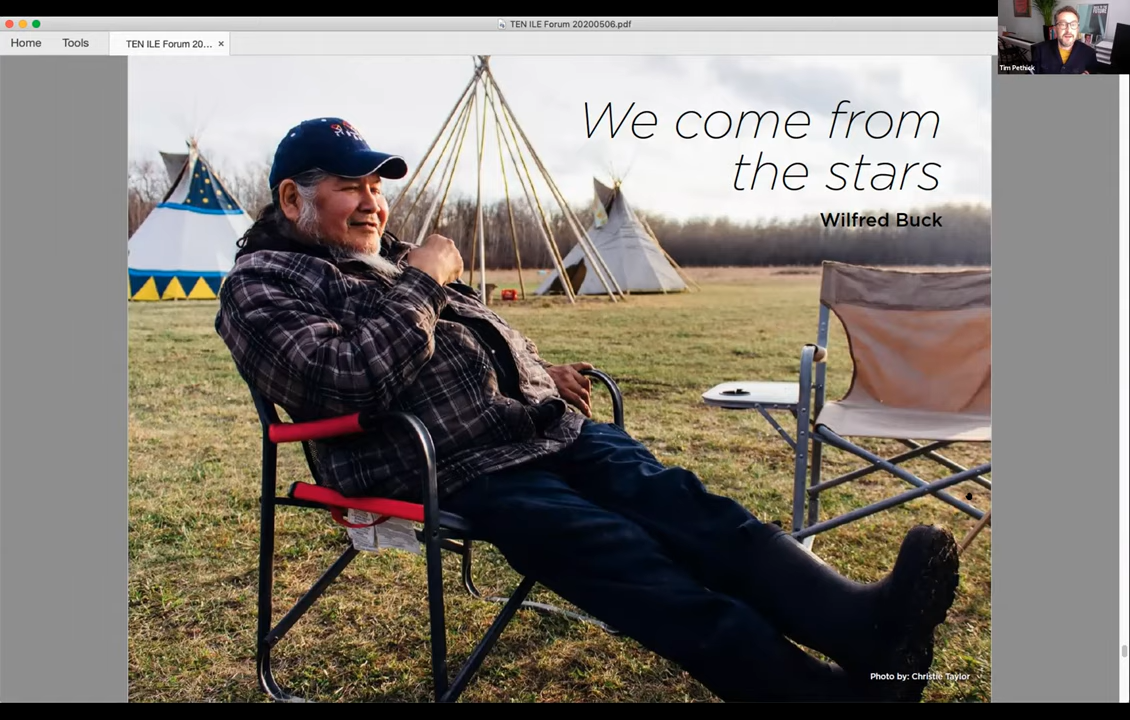 TEN ILE Forum 20200506.pdf
Home
Tools
TEN ILE Forum 20... ×
Tim Pethick
We come from
the stars
Wilfred Buck
Photo by: Christie Taylor